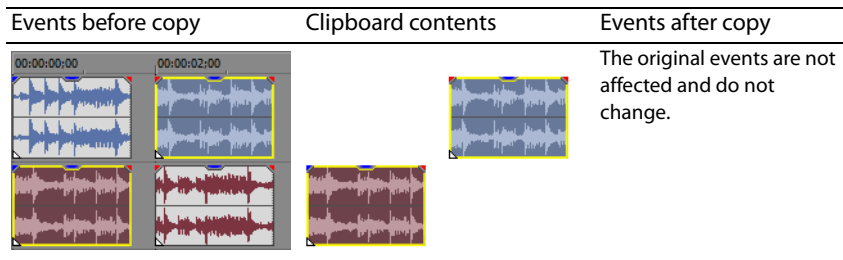 Events before copy
Clipboard contents
Events after copy
00:00:00;00
00:00:02;00
The original events are not
affected and do not
change.